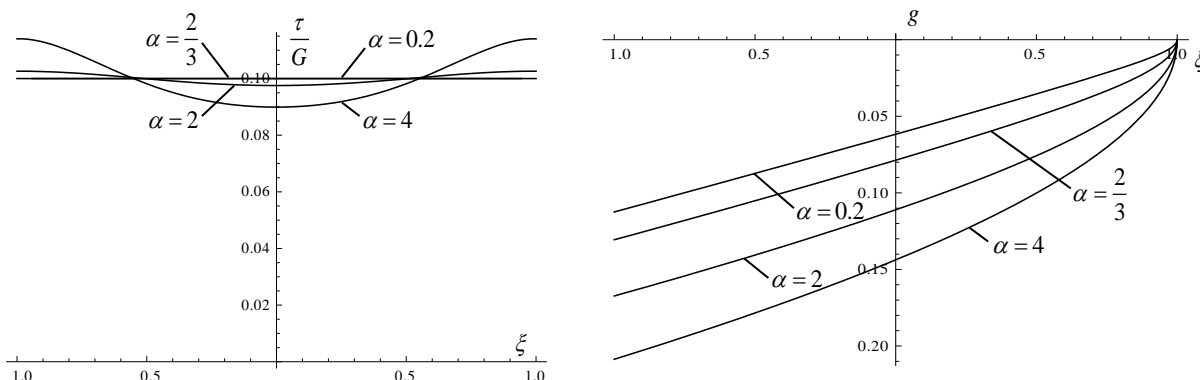 α = 2/3
τ/G
α = 0.2
0.10
α = 2
α = 4
0.08
0.06
0.04
0.02
ξ
1.0 0.5 0.5 1.0
g
1.0 0.5 0.5 1.0
ξ
0.05
0.10
α = 0.2
α = 2/3
α = 4
0.15
α = 2
0.20